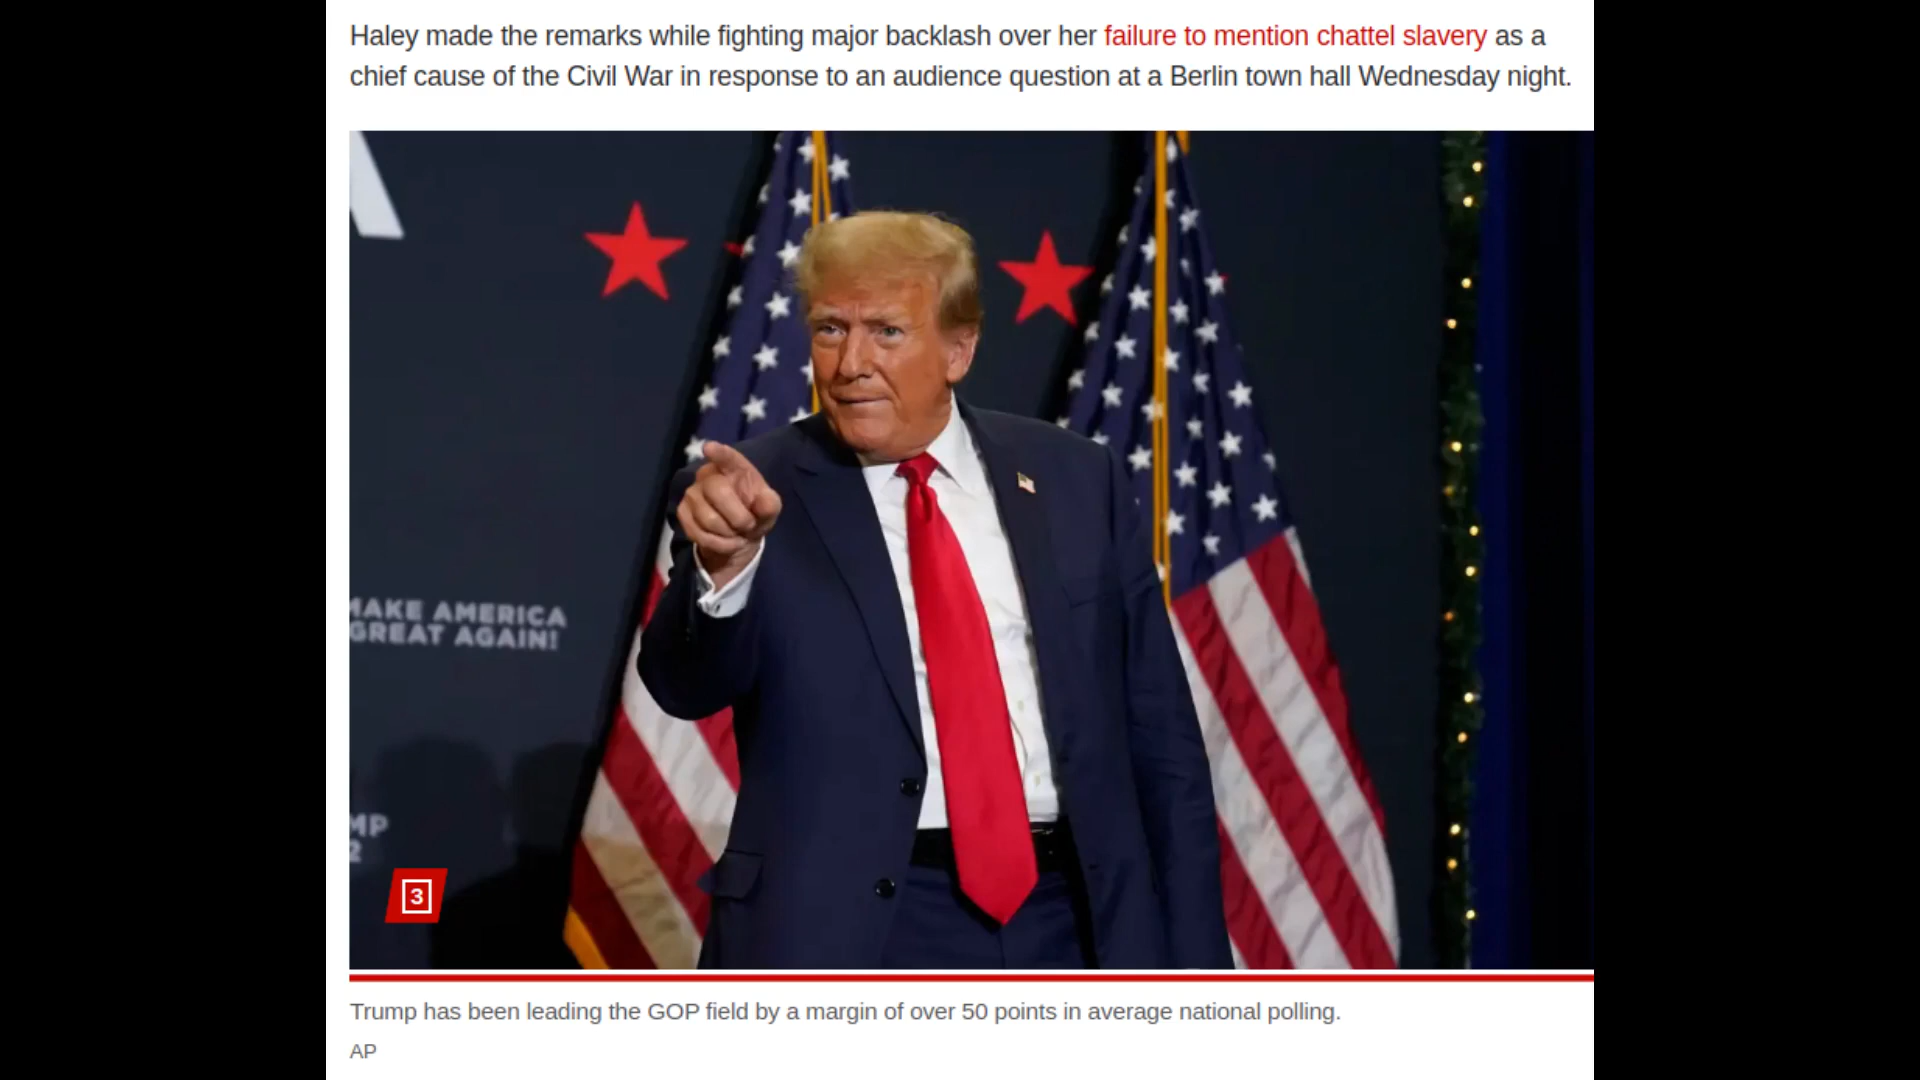 Haley made the remarks while fighting major backlash over her failure to mention chattel slavery as a
chief cause of the Civil War in response to an audience question at a Berlin town hall Wednesday night.
A
MAKE AMERICA
GREAT AGAIN!
MP
2
3
Trump has been leading the GOP field by a margin of over 50 points in average national polling.
AP